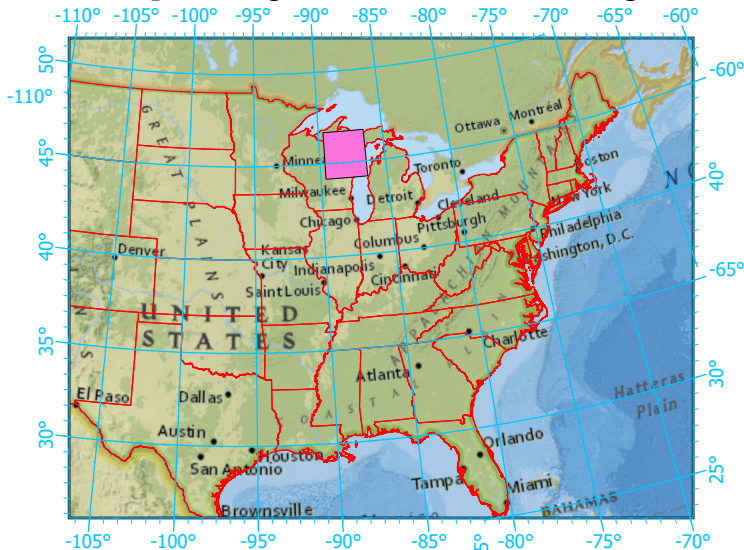 -110° -105° -100° -95° -90° -85° -80° -75° -70° -65° -60°
50°
-110°
45°
40°
35°
30°
-60°
40°
-65°
30°
25°
Ottawa
Montréal
GREAT PLAINS
Minne
Toronto
Boston
Milwaukee
Detroit
Cleveland
New York
Chicago
Pittsburgh
Philadelphia
Columbus
Washington, D.C.
Denver
Kansas
City
Indianapolis
Cincinnati
Saint Louis
APPALACHIAN MOUNTAINS
UNITED
STATES
Charlotte
Atlanta
COASTAL PLAIN
Hatteras
Plain
El Paso
Dallas
Austin
Houston
San Antonio
Orlando
Tampa
Miami
Brownsville
BAHAMAS
-105° -100° -95° -90° -85° -80° -75° -70°